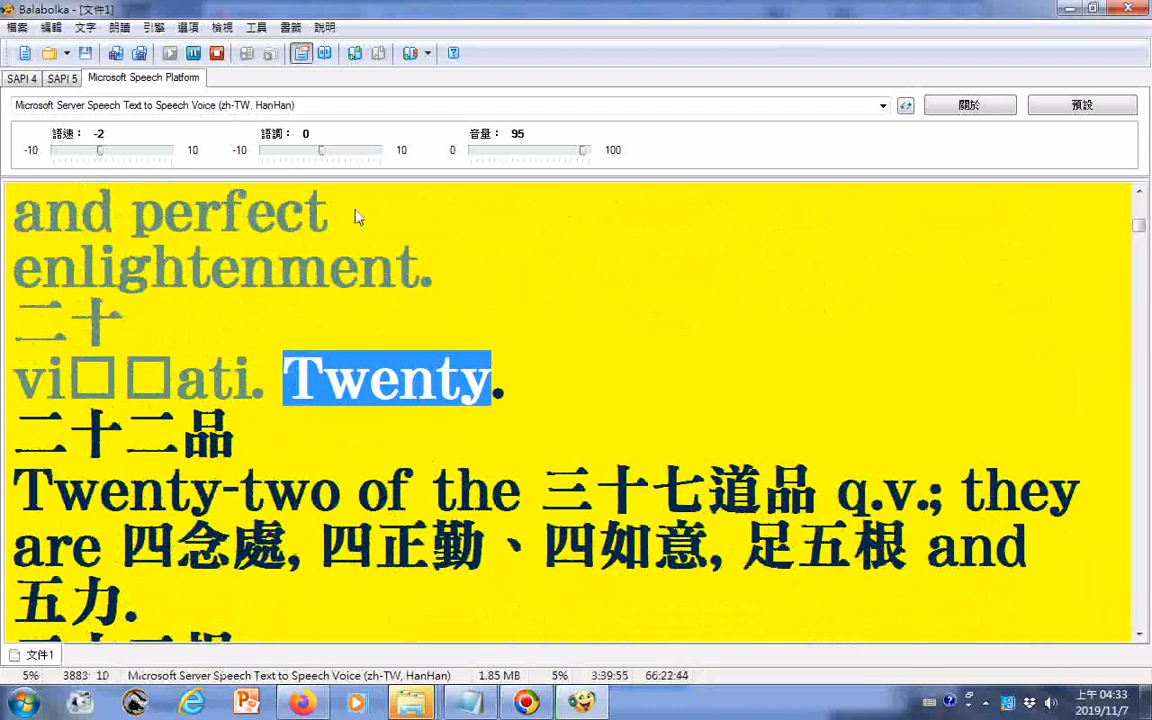 Balabolka - [文件1]
檔案 編輯 文字 朗讀 引擎 選項 檢視 工具 書籤 說明
SAPI 4 SAPI 5 Microsoft Speech Platform
Microsoft Server Speech Text to Speech Voice (zh-TW, HanHan)
關於 預設
語速： -2 語調： 0 音量： 95
-10 10 -10 10 0 100
and perfect
enlightenment.
二十
vi□□ati. Twenty.
二十二品
Twenty-two of the 三十七道品 q.v.; they
are 四念處, 四正勤、四如意, 足五根 and
五力.
文件1
5% 3883: 10 Microsoft Server Speech Text to Speech Voice (zh-TW, HanHan) 1.85 MB 5% 3:39:55 66:22:44
上午 04:33
2019/11/7